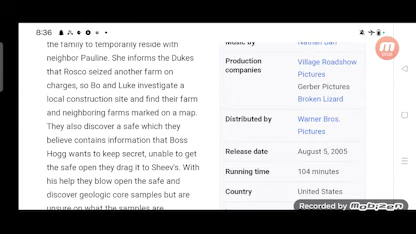 8:36
the family to temporarily reside with
neighbor Pauline. She informs the Dukes
that Rosco seized another farm on
charges, so Bo and Luke investigate a
local construction site and find their farm
and neighboring farms marked on a map.
They also discover a safe which they
believe contains information that Boss
Hogg wants to keep secret, unable to
get the safe open they drag it to Sheev's. With
his help they blow open the safe and
discover geologic core samples but are
unsure on what the samples are
Music by Nathan Barr
Production companies
Village Roadshow Pictures
Gerber Pictures
Broken Lizard
Distributed by Warner Bros. Pictures
Release date August 5, 2005
Running time 104 minutes
Country United States
Recorded by Mobizen